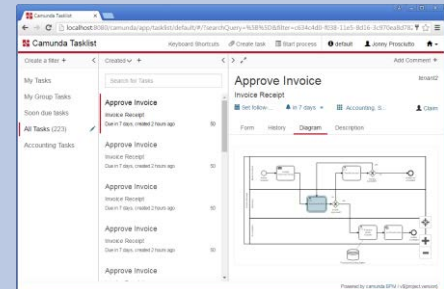 Camunda Tasklist
localhost:8080/camunda/app/tasklist/default/#/?searchQuery=%5B%5D&filter=
Camunda Tasklist
Keyboard Shortcuts
Create task
Start process
default
Jonny Prosciutto
Create a filter +
My Tasks
My Group Tasks
Soon due tasks
All Tasks (223)
Accounting Tasks
Created
Search for Tasks
Approve Invoice
Invoice Receipt
Due in 7 days, created 2 hours ago
50
Approve Invoice
Invoice Receipt
Due in 7 days, created 2 hours ago
50
Approve Invoice
Invoice Receipt
Due in 7 days, created 2 hours ago
50
Approve Invoice
Invoice Receipt
Due in 7 days, created 2 hours ago
50
Approve Invoice
Add Comment +
Approve Invoice
tenant2
Invoice Receipt
Set follow-...
in 7 days
Accounting, S...
Claim
Form
History
Diagram
Description
Powered by camunda BPM / v${project.version}